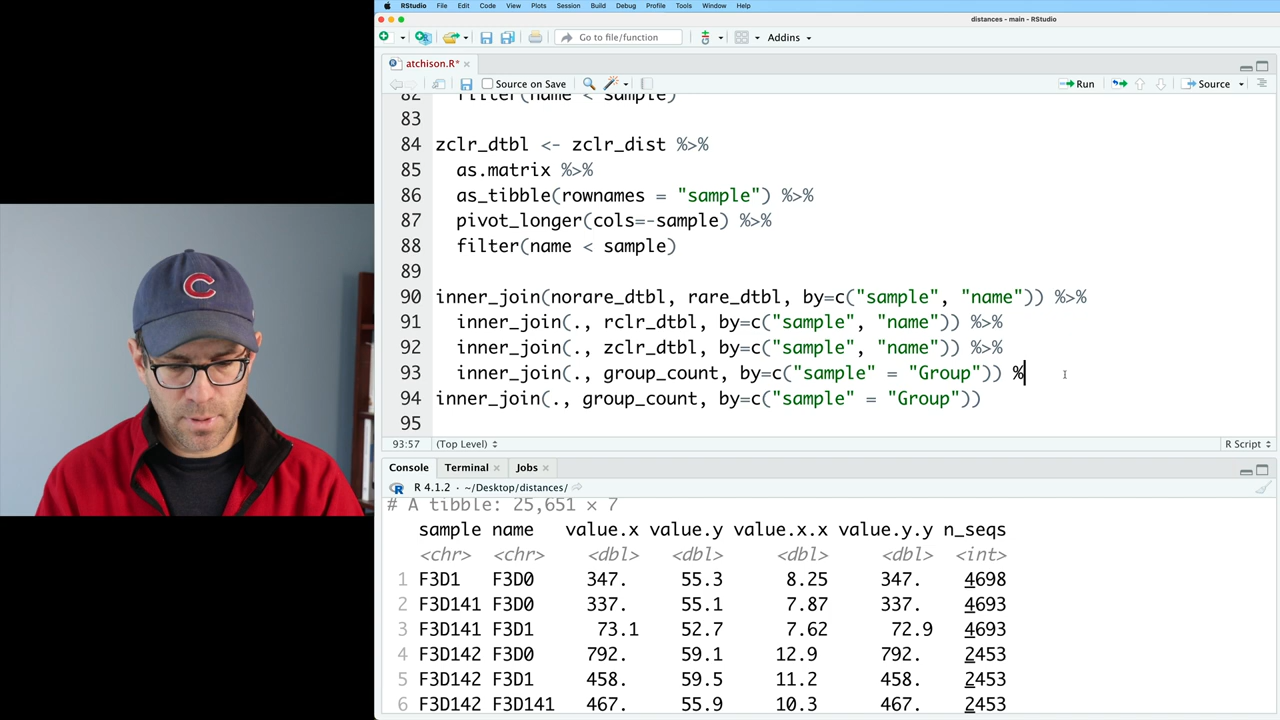 RStudio File Edit Code View Plots Session Build Debug Profile Tools Window Help
distances - main - RStudio
Go to file/function Addins
atchison.R*
Source on Save Run Source
82 filter(name < sample)
83
84 zclr_dtbl <- zclr_dist %>%
85 as.matrix %>%
86 as_tibble(rownames = "sample") %>%
87 pivot_longer(cols=-sample) %>%
88 filter(name < sample)
89
90 inner_join(norare_dtbl, rare_dtbl, by=c("sample", "name")) %>%
91 inner_join(., rclr_dtbl, by=c("sample", "name")) %>%
92 inner_join(., zclr_dtbl, by=c("sample", "name")) %>%
93 inner_join(., group_count, by=c("sample" = "Group")) %
94 inner_join(., group_count, by=c("sample" = "Group"))
95
93:57 (Top Level) R Script
Console Terminal Jobs
R 4.1.2 · ~/Desktop/distances/
# A tibble: 25,651 × 7
sample name value.x value.y value.x.x value.y.y n_seqs
<chr> <chr> <dbl> <dbl> <dbl> <dbl> <int>
1 F3D1 F3D0 347. 55.3 8.25 347. 4698
2 F3D141 F3D0 337. 55.1 7.87 337. 4693
3 F3D141 F3D1 73.1 52.7 7.62 72.9 4693
4 F3D142 F3D0 792. 59.1 12.9 792. 2453
5 F3D142 F3D1 458. 59.5 11.2 458. 2453
6 F3D142 F3D141 467. 55.9 10.3 467. 2453
C